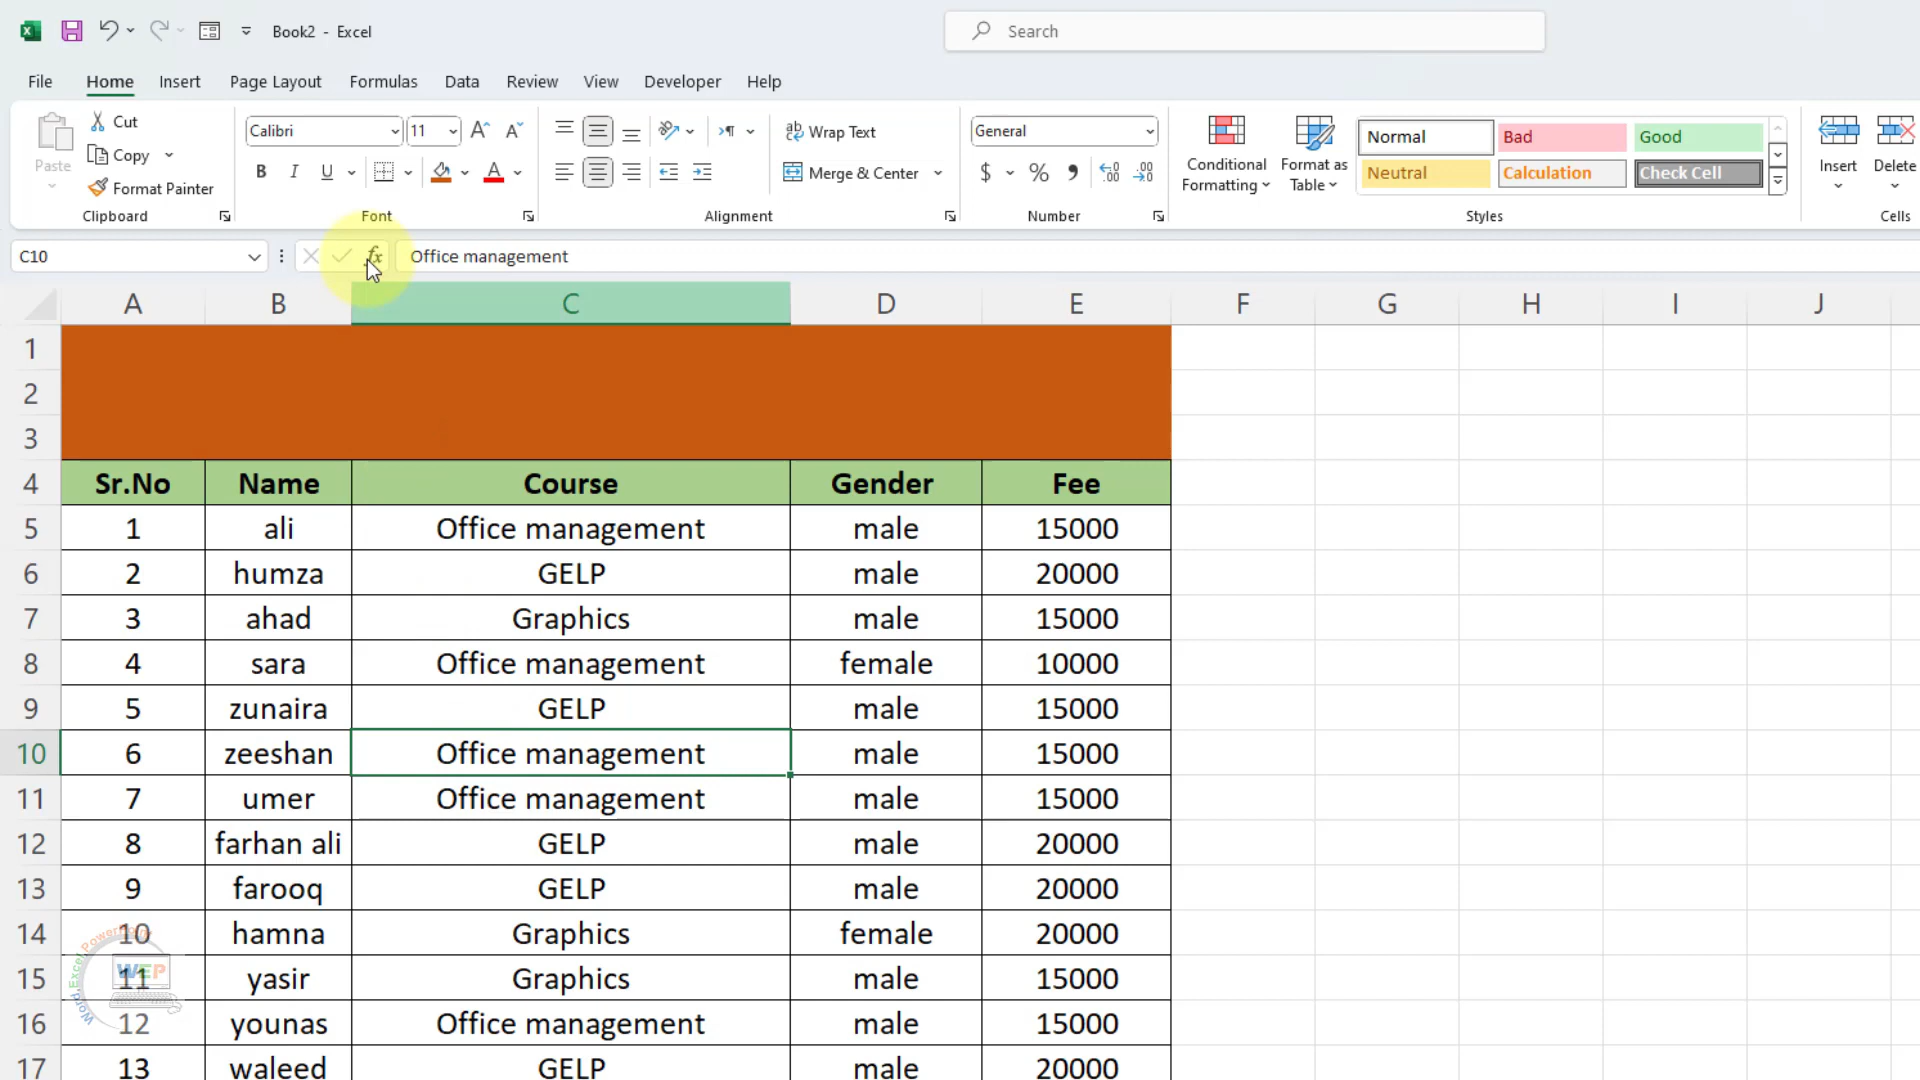 Book2 - Excel
Search
File Home Insert Page Layout Formulas Data Review View Developer Help
Paste
Cut
Copy
Format Painter
Clipboard
Calibri 11
B I U
Font
Wrap Text
Merge & Center
Alignment
General
$ %
Number
Conditional Formatting
Format as Table
Normal Bad Good
Neutral Calculation Check Cell
Styles
Insert Delete
Cells
C10 fx Office management
A B C D E F G H I J
1
2
3
4 Sr.No Name Course Gender Fee
5 1 ali Office management male 15000
6 2 humza GELP male 20000
7 3 ahad Graphics male 15000
8 4 sara Office management female 10000
9 5 zunaira GELP male 15000
10 6 zeeshan Office management male 15000
11 7 umer Office management male 15000
12 8 farhan ali GELP male 20000
13 9 farooq GELP male 20000
14 10 hamna Graphics female 20000
15 11 yasir Graphics male 15000
16 12 younas Office management male 15000
17 13 waleed GELP male 20000
Word,Excel,PowerPoint
WEP